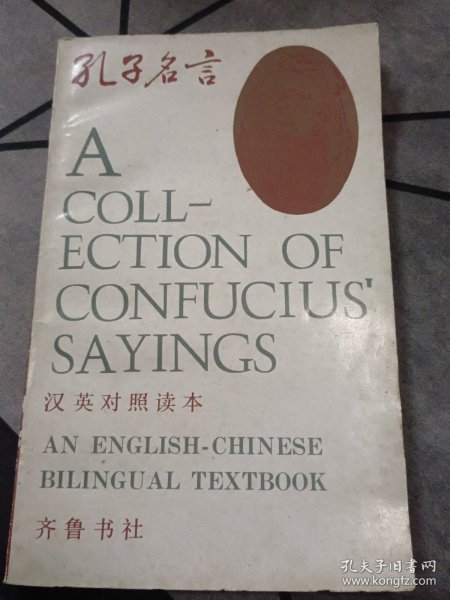 孔子名言
A
COLL-
ECTION OF
CONFUCIUS'
SAYINGS
汉英对照读本
AN ENGLISH-CHINESE
BILINGUAL TEXTBOOK
齐鲁书社
孔夫子旧书网
www.kongfz.com